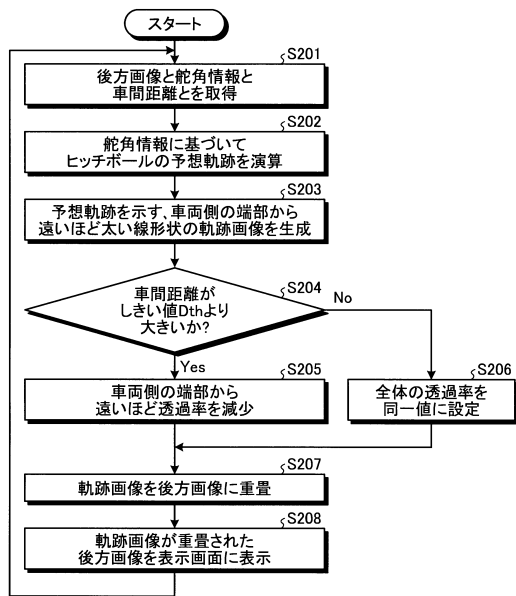 スタート
S201
後方画像と舵角情報と
車間距離とを取得
S202
舵角情報に基づいて
ヒッチボールの予想軌跡を演算
S203
予想軌跡を示す、車両側の端部から
遠いほど太い線形状の軌跡画像を生成
S204
車間距離が
しきい値Dthより
大きいか?
No
Yes
S205
車両側の端部から
遠いほど透過率を減少
S206
全体の透過率を
同一値に設定
S207
軌跡画像を後方画像に重畳
S208
軌跡画像が重畳された
後方画像を表示画面に表示